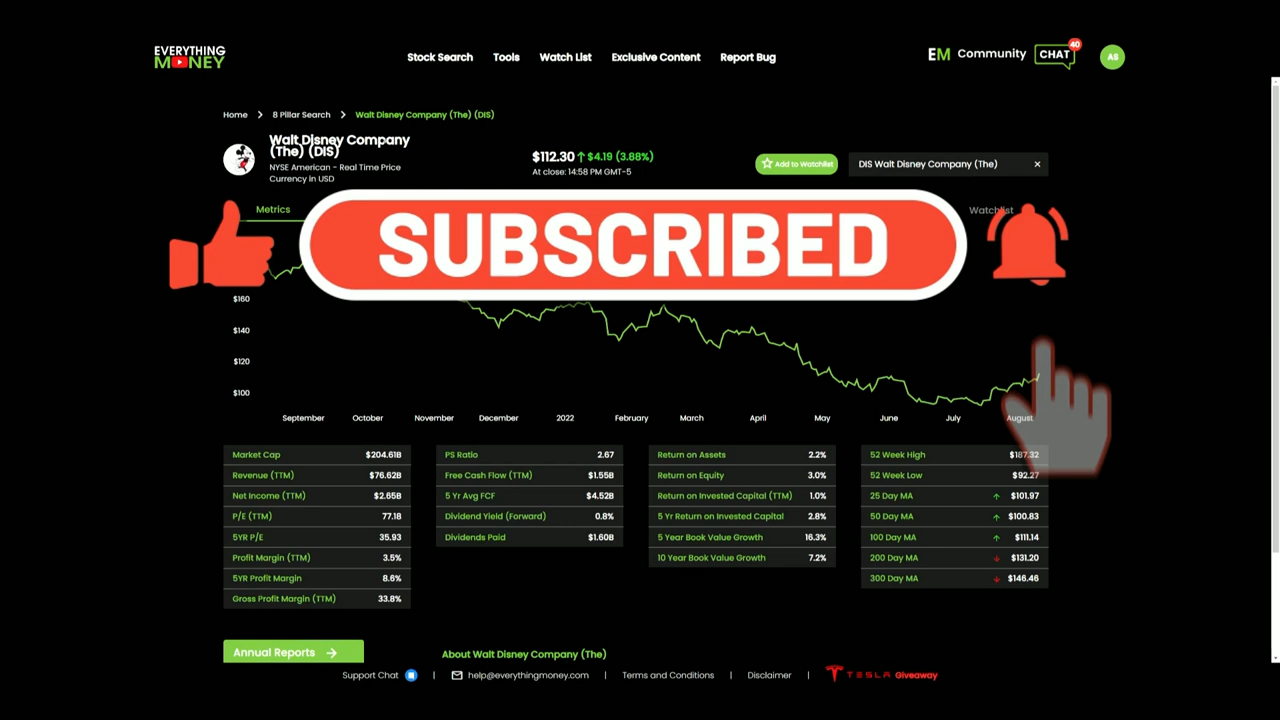 EVERYTHING
MONEY
Stock Search Tools Watch List Exclusive Content Report Bug
EM Community CHAT 40 AS
Home > 8 Pillar Search > Walt Disney Company (The) (DIS)
Walt Disney Company
(The) (DIS)
NYSE American - Real Time Price
Currency in USD
$112.30 $4.19 (3.88%)
At close: 14:58 PM GMT-5
Add to Watchlist
DIS Walt Disney Company (The) ×
Metrics
Watchlist
SUBSCRIBED
$160
$140
$120
$100
September October November December 2022 February March April May June July August
Market Cap $204.61B
Revenue (TTM) $76.62B
Net Income (TTM) $2.65B
P/E (TTM) 77.18
5YR P/E 35.93
Profit Margin (TTM) 3.5%
5YR Profit Margin 8.6%
Gross Profit Margin (TTM) 33.8%
PS Ratio 2.67
Free Cash Flow (TTM) $1.55B
5 Yr Avg FCF $4.52B
Dividend Yield (Forward) 0.8%
Dividends Paid $1.60B
Return on Assets 2.2%
Return on Equity 3.0%
Return on Invested Capital (TTM) 1.0%
5 Yr Return on Invested Capital 2.8%
5 Year Book Value Growth 16.3%
10 Year Book Value Growth 7.2%
52 Week High $187.32
52 Week Low $92.27
25 Day MA $101.97
50 Day MA $100.83
100 Day MA $111.14
200 Day MA $131.20
300 Day MA $146.46
Annual Reports
About Walt Disney Company (The)
Support Chat | help@everythingmoney.com | Terms and Conditions | Disclaimer | TESLA Giveaway